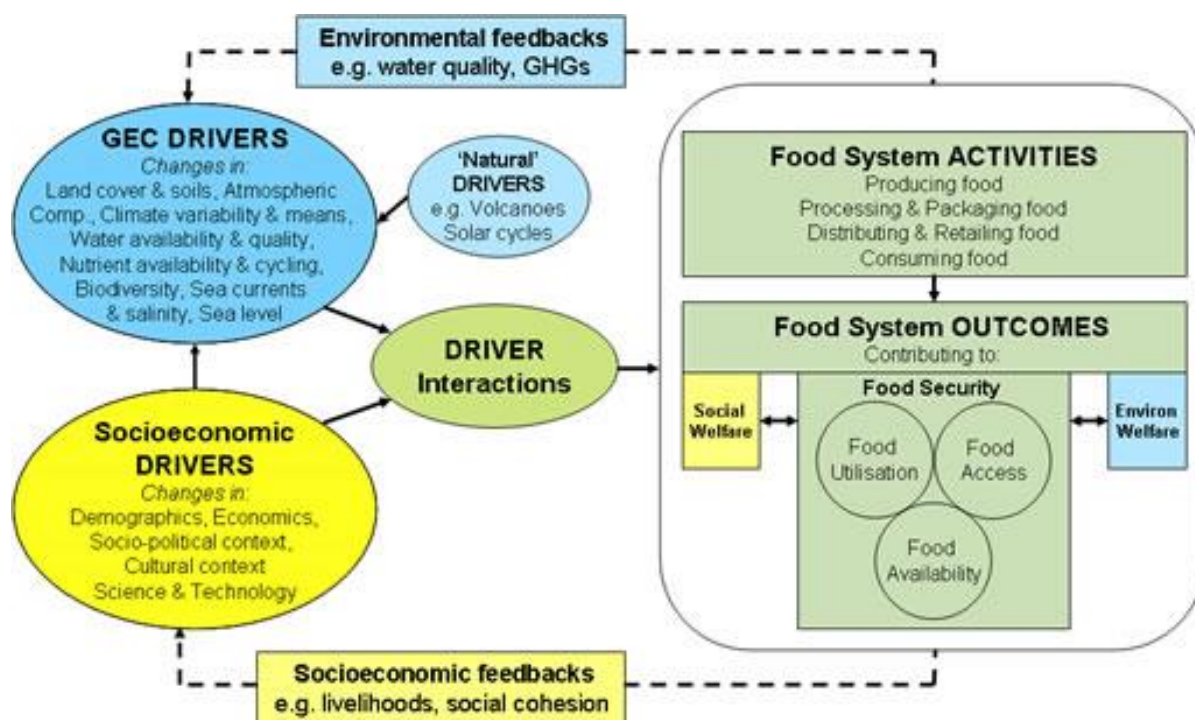 Environmental feedbacks
e.g. water quality, GHGs
GEC DRIVERS
Changes in:
Land cover & soils, Atmospheric
Comp., Climate variability & means,
Water availability & quality,
Nutrient availability & cycling,
Biodiversity, Sea currents
& salinity, Sea level
'Natural'
DRIVERS
e.g. Volcanoes
Solar cycles
DRIVER
Interactions
Socioeconomic
DRIVERS
Changes in:
Demographics, Economics,
Socio-political context,
Cultural context
Science & Technology
Food System ACTIVITIES
Producing food
Processing & Packaging food
Distributing & Retailing food
Consuming food
Food System OUTCOMES
Contributing to:
Social
Welfare
Food Security
Food
Utilisation
Food
Access
Food
Availability
Environ
Welfare
Socioeconomic feedbacks
e.g. livelihoods, social cohesion